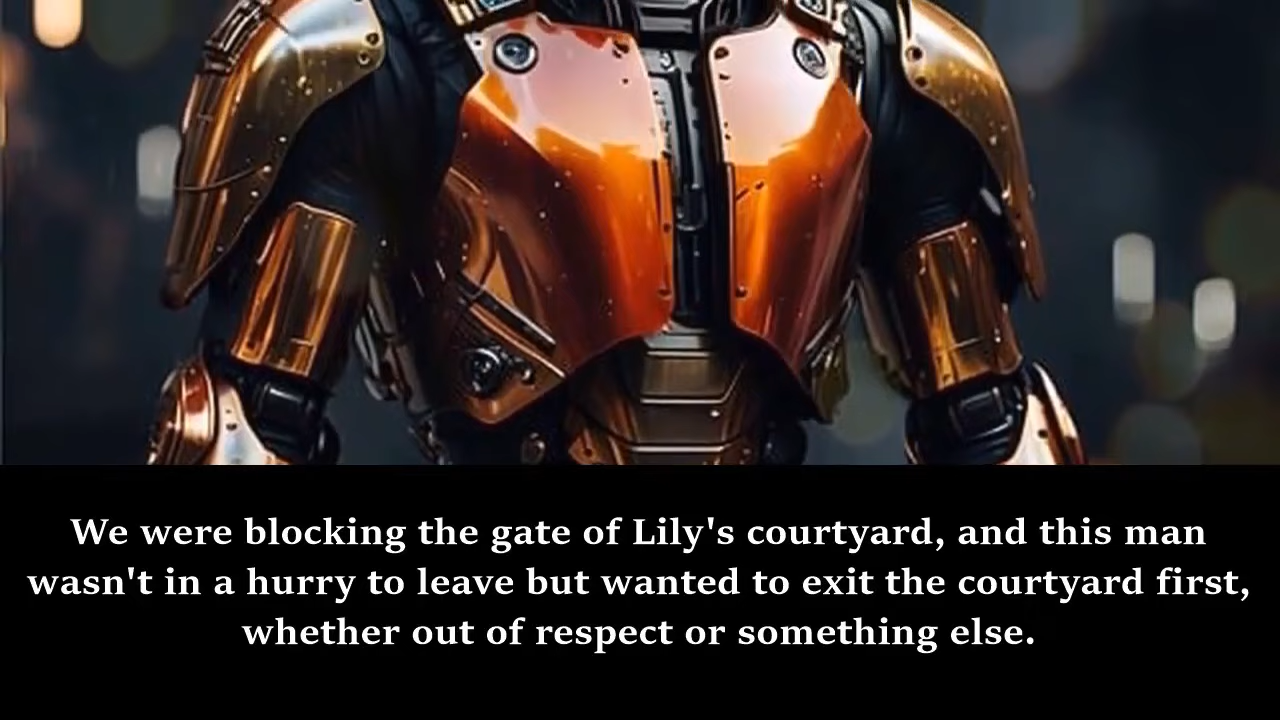 We were blocking the gate of Lily's courtyard, and this man
wasn't in a hurry to leave but wanted to exit the courtyard first,
whether out of respect or something else.